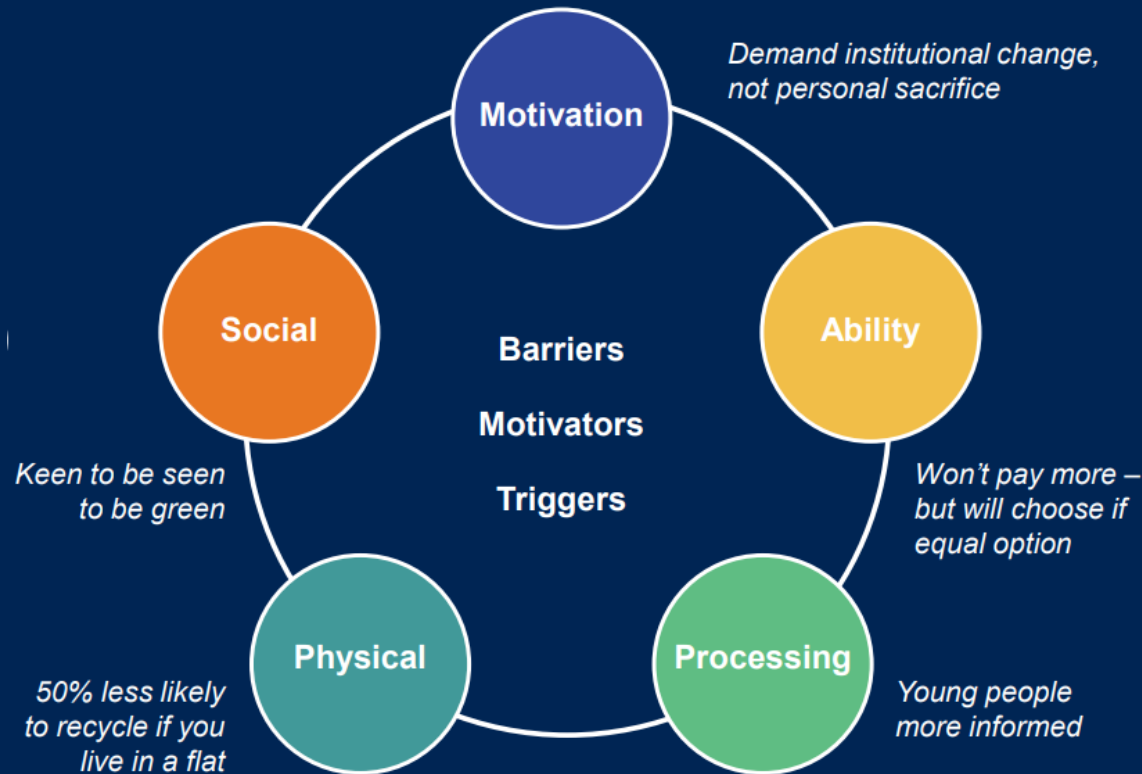 Motivation
Demand institutional change,
not personal sacrifice
Social
Ability
Barriers
Motivators
Triggers
Keen to be seen
to be green
Won’t pay more –
but will choose if
equal option
Physical
Processing
50% less likely
to recycle if you
live in a flat
Young people
more informed